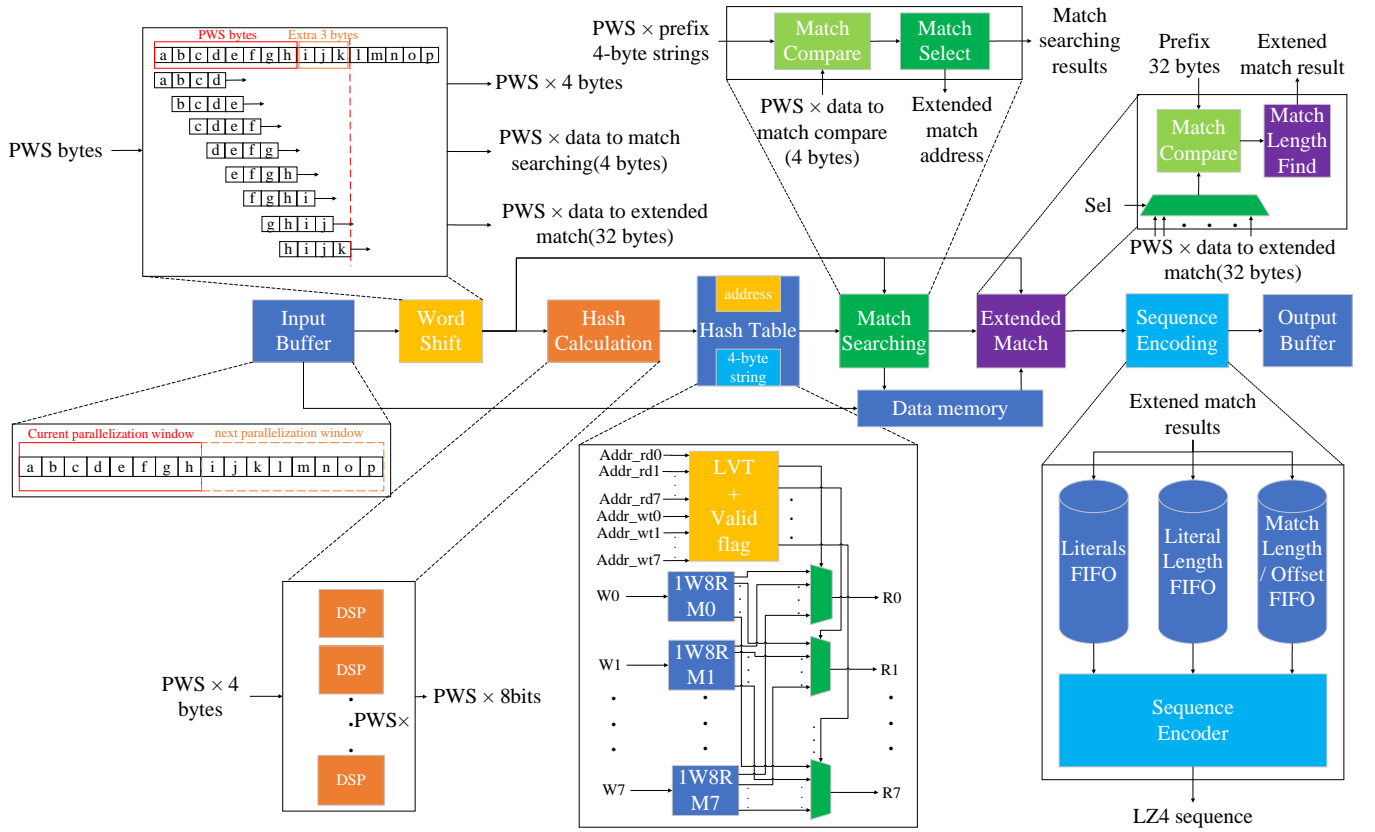 PWS bytes
Extra 3 bytes
a b c d e f g h i j k l m n o p
a b c d
b c d e
c d e f
d e f g
e f g h
f g h i
g h i j
h i j k
PWS bytes
PWS × 4 bytes
PWS × data to match
searching(4 bytes)
PWS × data to extended
match(32 bytes)
PWS × prefix
4-byte strings
Match
Compare
Match
Select
Match
searching
results
PWS × data to
match compare
(4 bytes)
Extended
match
address
Prefix
32 bytes
Extened
match result
Match
Compare
Match
Length
Find
Sel
PWS × data to extended
match(32 bytes)
Input
Buffer
Word
Shift
Hash
Calculation
address
Hash Table
4-byte
string
Match
Searching
Extended
Match
Sequence
Encoding
Output
Buffer
Data memory
Current parallelization window
next parallelization window
a b c d e f g h i j k l m n o p
PWS × 4
bytes
DSP
DSP
PWS×
DSP
PWS × 8bits
Addr_rd0
Addr_rd1
Addr_rd7
Addr_wt0
Addr_wt1
Addr_wt7
LVT
+
Valid
flag
W0
1W8R
M0
R0
W1
1W8R
M1
R1
W7
1W8R
M7
R7
Extened match
results
Literals
FIFO
Literal
Length
FIFO
Match
Length
/ Offset
FIFO
Sequence
Encoder
LZ4 sequence